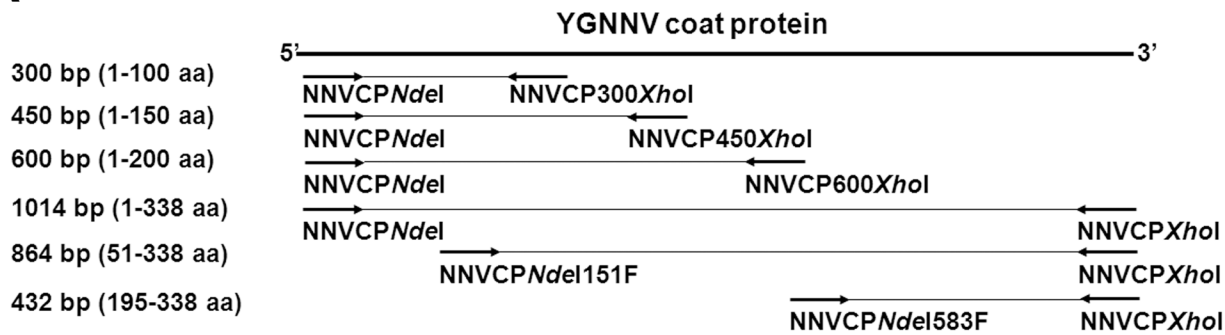 YGNNV coat protein
5’ 3’
300 bp (1-100 aa)
NNVCPNdeI NNVCP300XhoI
450 bp (1-150 aa)
NNVCPNdeI NNVCP450XhoI
600 bp (1-200 aa)
NNVCPNdeI NNVCP600XhoI
1014 bp (1-338 aa)
NNVCPNdeI NNVCPXhoI
864 bp (51-338 aa)
NNVCPNdeI151F NNVCPXhoI
432 bp (195-338 aa)
NNVCPNdeI583F NNVCPXhoI